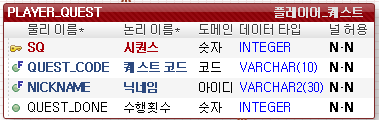 PLAYER_QUEST 플레이어_퀘스트
물리 이름* 논리 이름* 도메인 데이터 타입 널 허용
SQ 시퀀스 숫자 INTEGER N-N
QUEST_CODE 퀘스트 코드 코드 VARCHAR(10) N-N
NICKNAME 닉네임 아이디 VARCHAR2(30) N-N
QUEST_DONE 수행횟수 숫자 INTEGER N-N